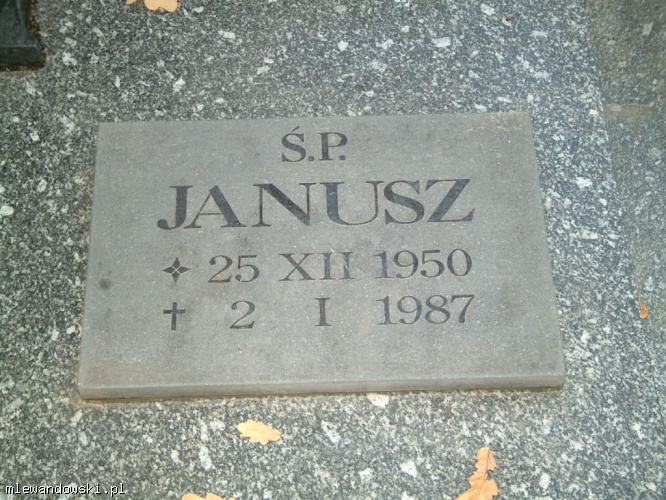 Ś.P.
JANUSZ
25 XII 1950
† 2 I 1987
mlewandowski.pl